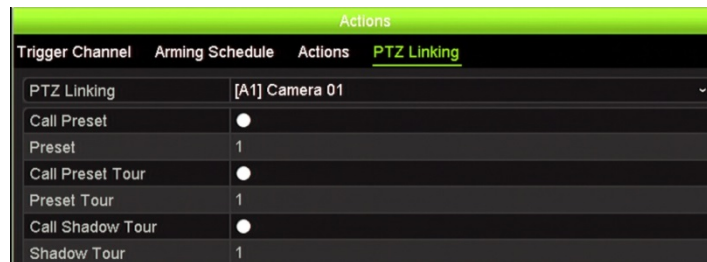 Actions
Trigger Channel Arming Schedule Actions PTZ Linking
PTZ Linking [A1] Camera 01
Call Preset
Preset 1
Call Preset Tour
Preset Tour 1
Call Shadow Tour
Shadow Tour 1